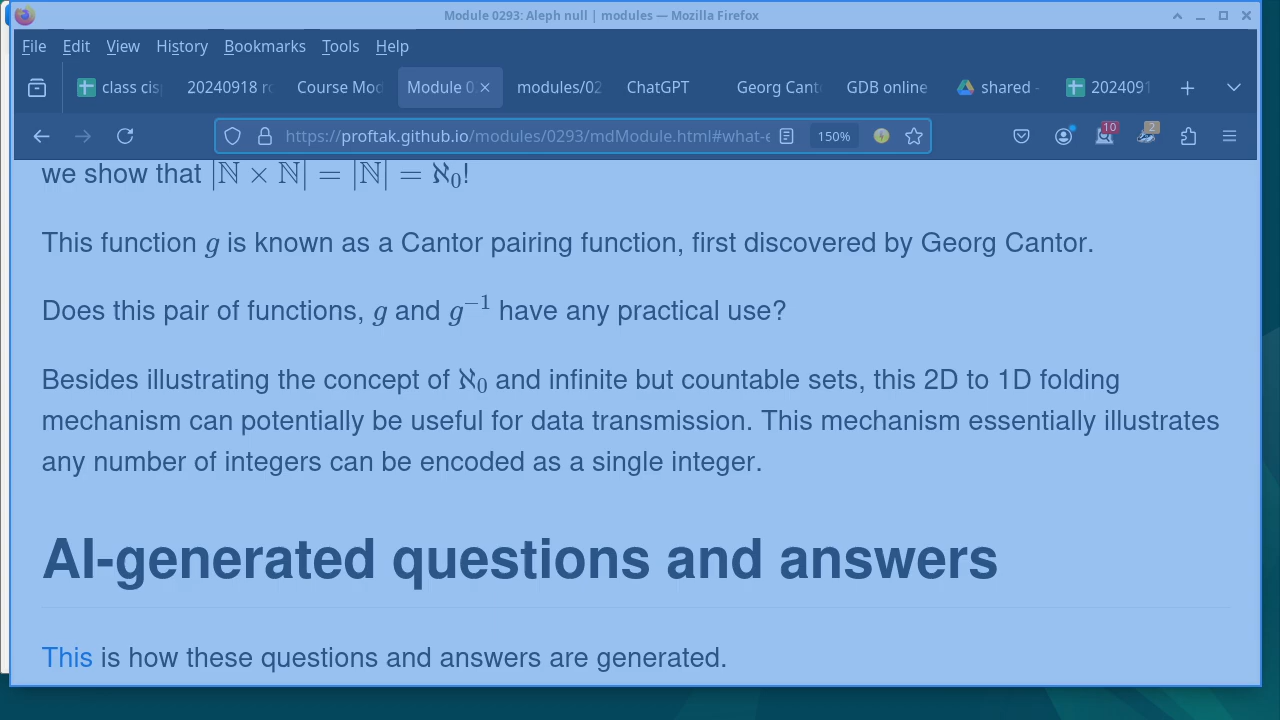 Module 0293: Aleph null | modules — Mozilla Firefox
File Edit View History Bookmarks Tools Help
class cis 20240918 r Course Mod Module 0 modules/02 ChatGPT Georg Cant GDB online shared - 2024091
https://proftak.github.io/modules/0293/mdModule.html#what-e 150% 10 2
we show that |ℕ × ℕ| = |ℕ| = ℵ₀!
This function g is known as a Cantor pairing function, first discovered by Georg Cantor.
Does this pair of functions, g and g⁻¹ have any practical use?
Besides illustrating the concept of ℵ₀ and infinite but countable sets, this 2D to 1D folding
mechanism can potentially be useful for data transmission. This mechanism essentially illustrates
any number of integers can be encoded as a single integer.
AI-generated questions and answers
This is how these questions and answers are generated.